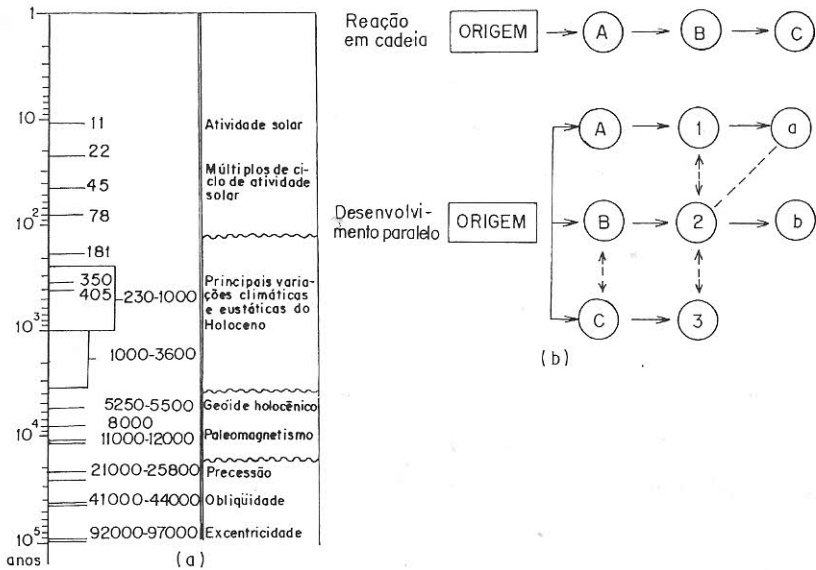 1
10
10²
10³
10⁴
10⁵
anos
11
22
45
78
181
350
405
230-1000
1000-3600
5250-5500
8000
11000-12000
21000-25800
41000-44000
92000-97000
Atividade solar
Múltiplos de ci-
clo de atividade
solar
Principais varia-
ções climáticas
e eustáticas do
Holoceno
Geóide holocênico
Paleomagnetismo
Precessão
Obliqüidade
Excentricidade
(a)
Reação
em cadeia
ORIGEM
A
B
C
Desenvolvi-
mento paralelo
ORIGEM
A
1
a
B
2
b
C
3
(b)